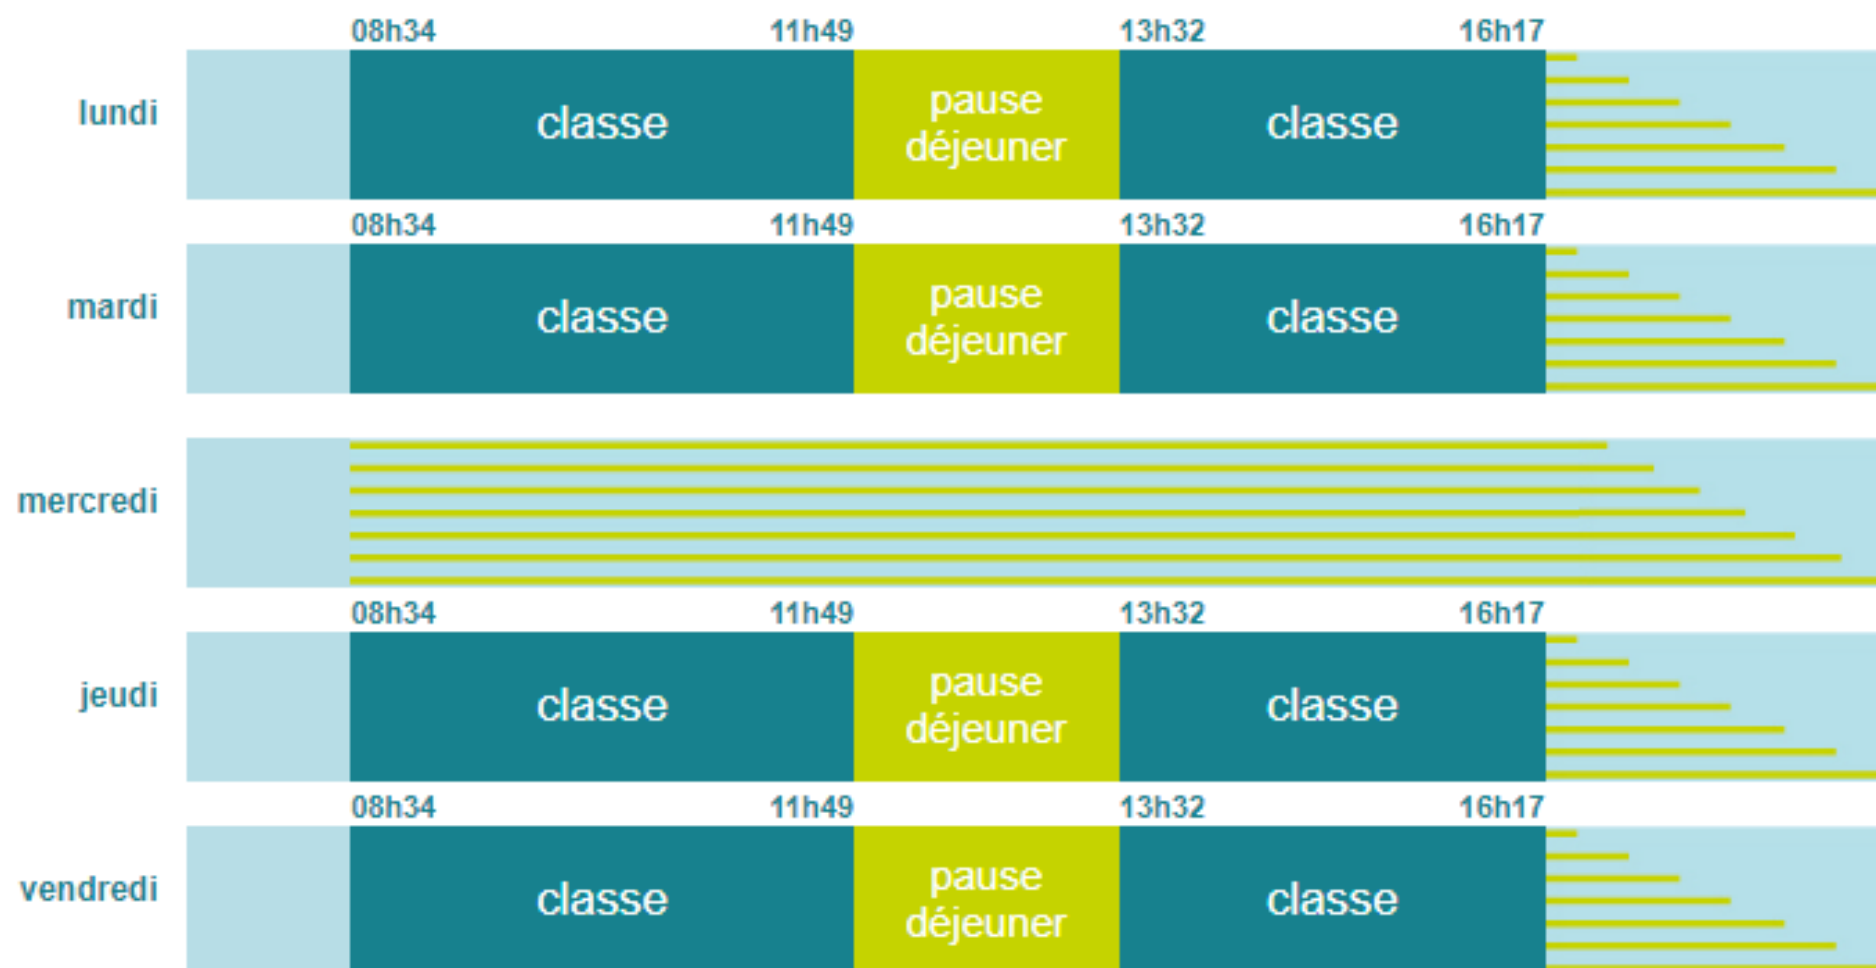 08h34 11h49 13h32 16h17
lundi
classe
pause
déjeuner
classe
08h34 11h49 13h32 16h17
mardi
classe
pause
déjeuner
classe
mercredi
08h34 11h49 13h32 16h17
jeudi
classe
pause
déjeuner
classe
08h34 11h49 13h32 16h17
vendredi
classe
pause
déjeuner
classe